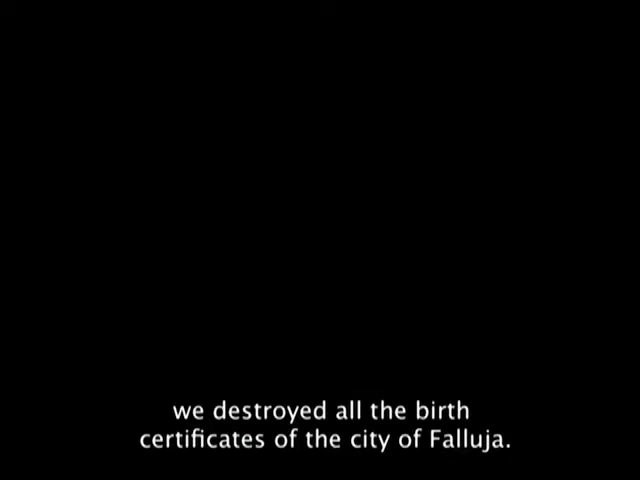 we destroyed all the birth
certificates of the city of Falluja.